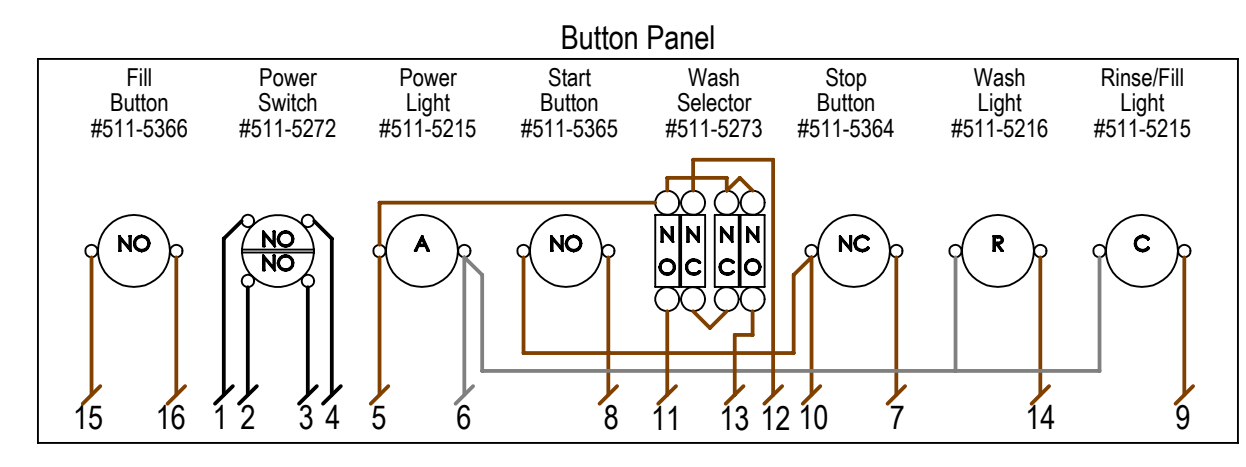 Button Panel
Fill
Button
#511-5366
Power
Switch
#511-5272
Power
Light
#511-5215
Start
Button
#511-5365
Wash
Selector
#511-5273
Stop
Button
#511-5364
Wash
Light
#511-5216
Rinse/Fill
Light
#511-5215
NO
NO
NO
A
NO
N N N N
O C C O
NC
R
C
15 16 1 2 3 4 5 6 8 11 13 12 10 7 14 9